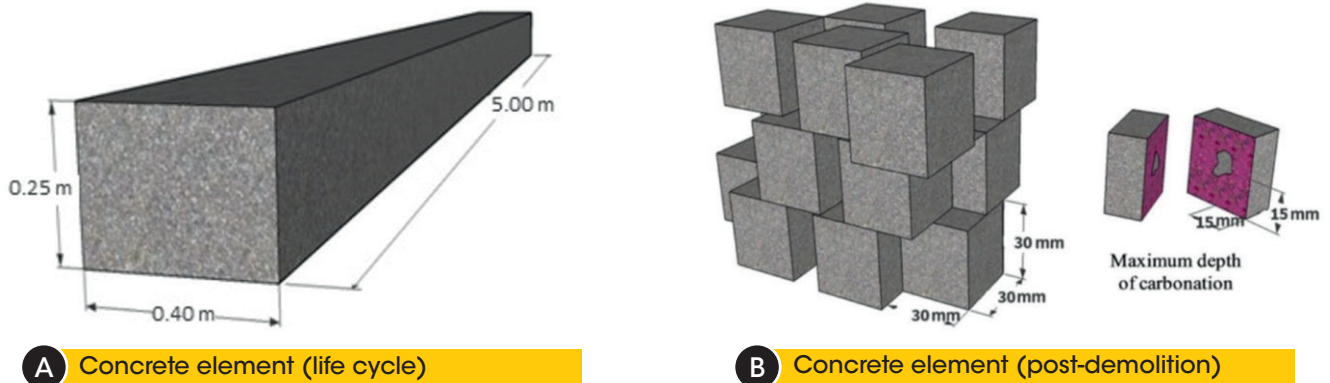 0.25 m
0.40 m
5.00 m
A Concrete element (life cycle)
30 mm
30mm
30mm
15mm
15mm
Maximum depth
of carbonation
B Concrete element (post-demolition)